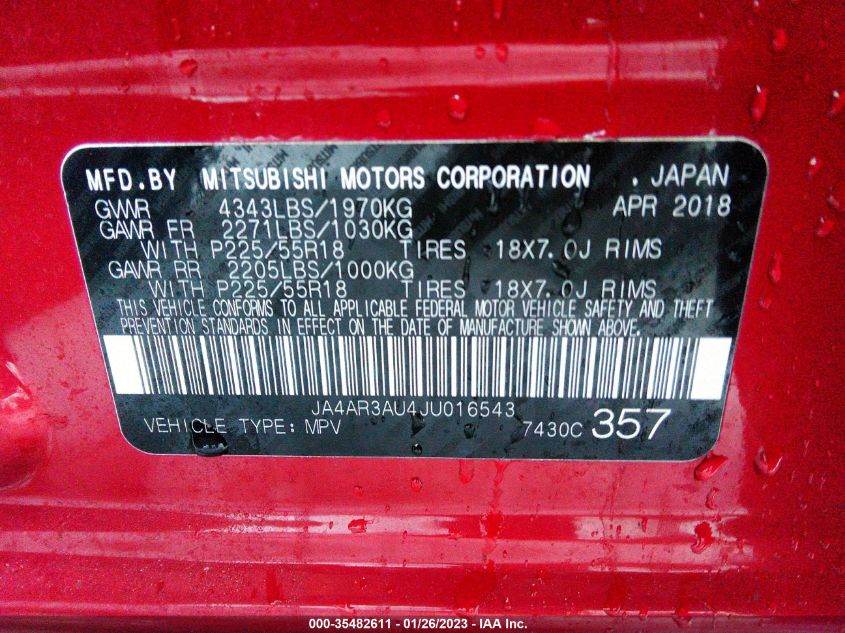 MFD.BY MITSUBISHI MOTORS CORPORATION . JAPAN
GVWR 4343LBS/1970KG APR 2018
GAWR FR 2271LBS/1030KG
WITH P225/55R18 TIRES 18X7.0J RIMS
GAWR RR 2205LBS/1000KG
WITH P225/55R18 TIRES 18X7.0J RIMS
THIS VEHICLE CONFORMS TO ALL APPLICABLE FEDERAL MOTOR VEHICLE SAFETY AND THEFT
PREVENTION STANDARDS IN EFFECT ON THE DATE OF MANUFACTURE SHOWN ABOVE.
JA4AR3AU4JU016543
VEHICLE TYPE: MPV 7430C 357
000-35482611 - 01/26/2023 - IAA Inc.